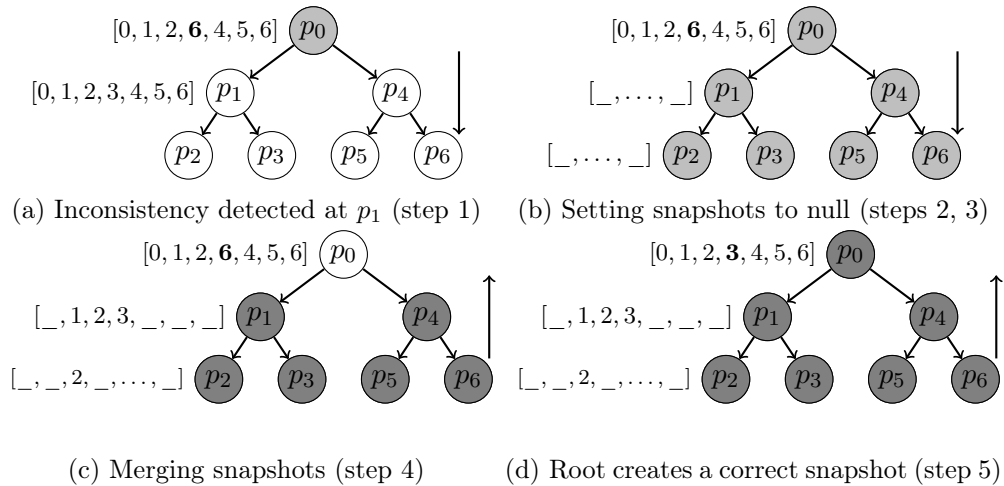 [0, 1, 2, 6, 4, 5, 6] p0
[0, 1, 2, 3, 4, 5, 6] p1 p4
p2 p3 p5 p6
(a) Inconsistency detected at p1 (step 1)
[0, 1, 2, 6, 4, 5, 6] p0
[_, . . . , _] p1 p4
[_, . . . , _] p2 p3 p5 p6
(b) Setting snapshots to null (steps 2, 3)
[0, 1, 2, 6, 4, 5, 6] p0
[_, 1, 2, 3, _, _, _] p1 p4
[_, _, 2, _, . . . , _] p2 p3 p5 p6
(c) Merging snapshots (step 4)
[0, 1, 2, 3, 4, 5, 6] p0
[_, 1, 2, 3, _, _, _] p1 p4
[_, _, 2, _, . . . , _] p2 p3 p5 p6
(d) Root creates a correct snapshot (step 5)